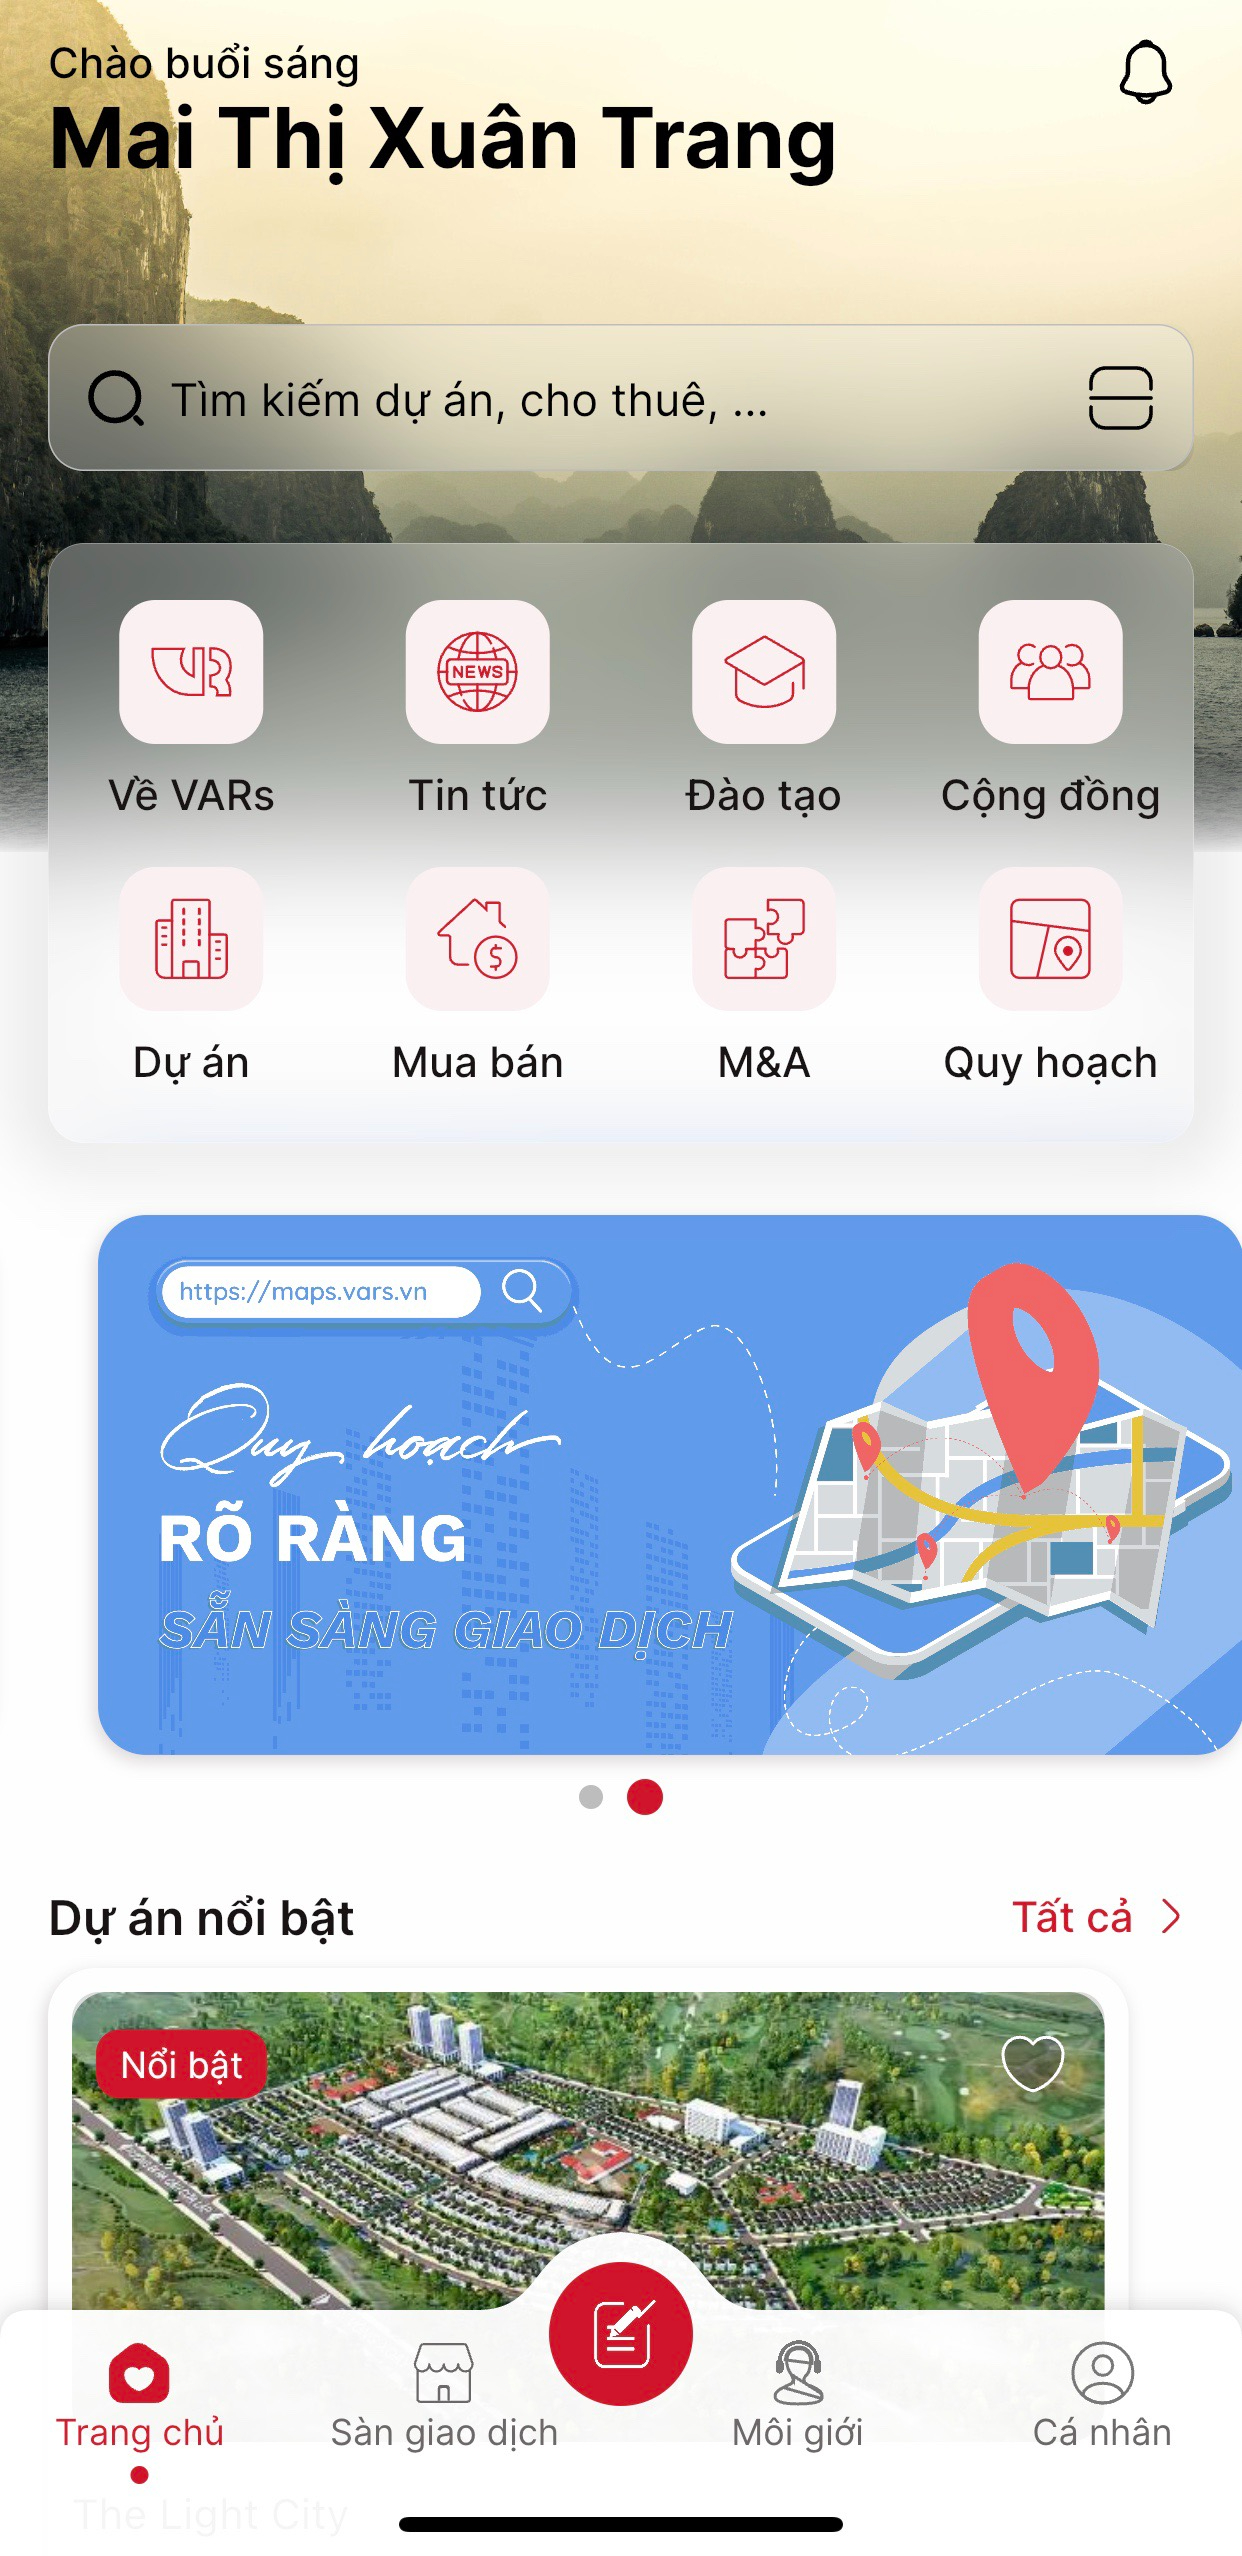 Chào buổi sáng
Mai Thị Xuân Trang
Tìm kiếm dự án, cho thuê, ...
NEWS
Về VARs
Tin tức
Đào tạo
Cộng đồng
$
Dự án
Mua bán
M&A
Quy hoạch
https://maps.vars.vn
Quy hoạch
RÕ RÀNG
SẴN SÀNG GIAO DỊCH
Dự án nổi bật
Tất cả
Nổi bật
Trang chủ
Sàn giao dịch
Môi giới
Cá nhân
The Light City